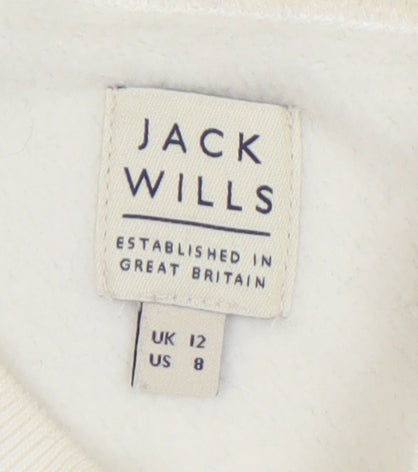 JACK
WILLS
ESTABLISHED IN
GREAT BRITAIN
UK 12
US 8